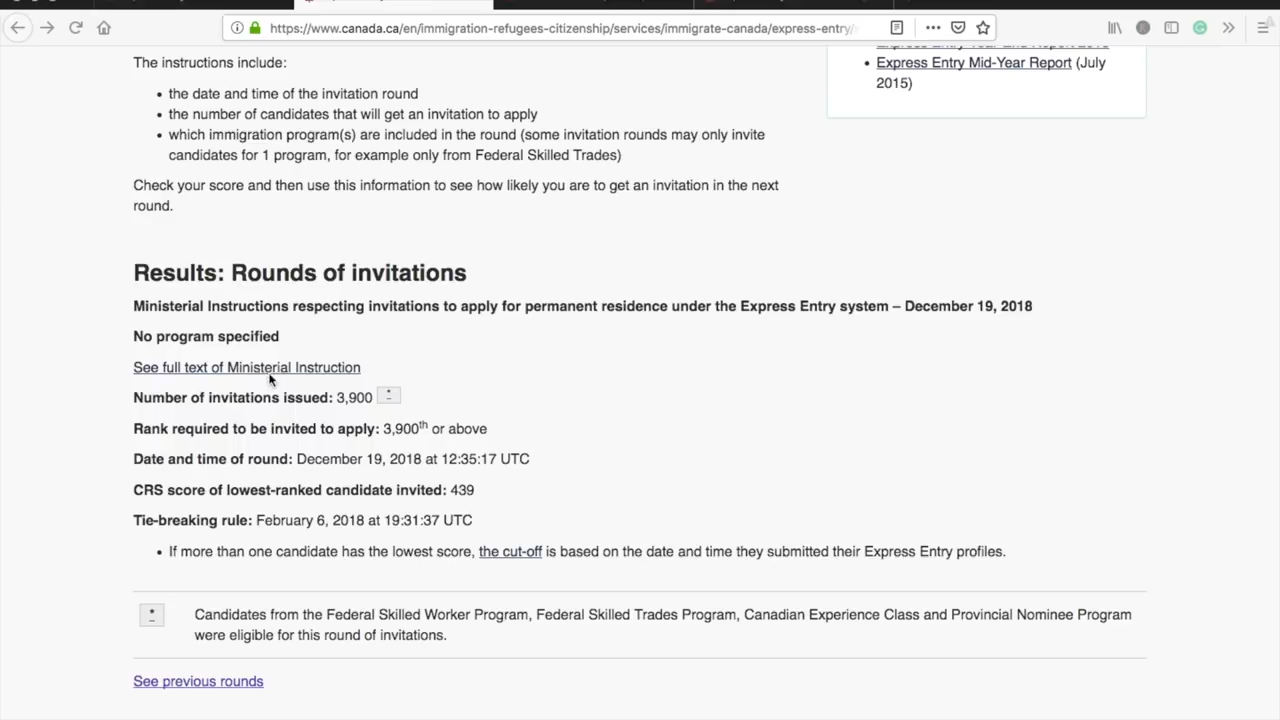 https://www.canada.ca/en/immigration-refugees-citizenship/services/immigrate-canada/express-entry/
Express Entry Mid-Year Report (July
2015)
The instructions include:
• the date and time of the invitation round
• the number of candidates that will get an invitation to apply
• which immigration program(s) are included in the round (some invitation rounds may only invite
candidates for 1 program, for example only from Federal Skilled Trades)
Check your score and then use this information to see how likely you are to get an invitation in the next
round.
Results: Rounds of invitations
Ministerial Instructions respecting invitations to apply for permanent residence under the Express Entry system – December 19, 2018
No program specified
See full text of Ministerial Instruction
Number of invitations issued: 3,900 *
Rank required to be invited to apply: 3,900th or above
Date and time of round: December 19, 2018 at 12:35:17 UTC
CRS score of lowest-ranked candidate invited: 439
Tie-breaking rule: February 6, 2018 at 19:31:37 UTC
• If more than one candidate has the lowest score, the cut-off is based on the date and time they submitted their Express Entry profiles.
* Candidates from the Federal Skilled Worker Program, Federal Skilled Trades Program, Canadian Experience Class and Provincial Nominee Program
were eligible for this round of invitations.
See previous rounds